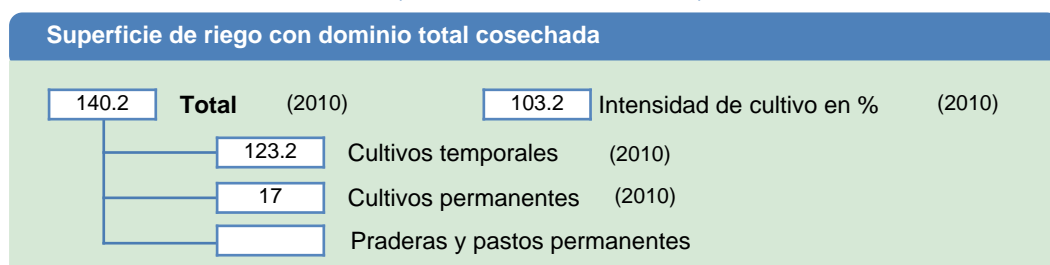 Superficie de riego con dominio total cosechada
140.2 Total (2010) 103.2 Intensidad de cultivo en % (2010)
123.2 Cultivos temporales (2010)
17 Cultivos permanentes (2010)
Praderas y pastos permanentes